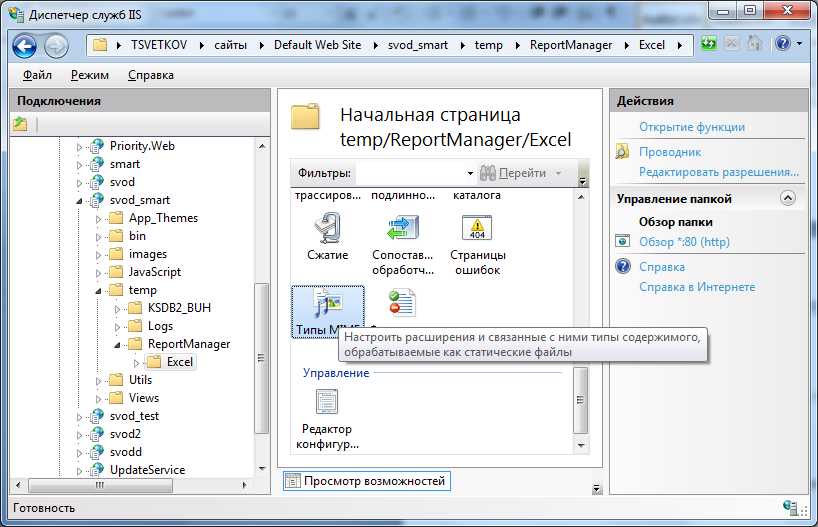 Диспетчер служб IIS
TSVETKOV
сайты
Default Web Site
svod_smart
temp
ReportManager
Excel
Файл
Режим
Справка
Подключения
Priority.Web
smart
svod
svod_smart
App_Themes
bin
images
JavaScript
temp
KSDB2_BUH
Logs
ReportManager
Excel
Utils
Views
svod_test
svod2
svodd
UpdateService
Начальная страница
temp/ReportManager/Excel
Фильтры:
Перейти
трассиров...
подлинно...
каталога
Сжатие
Сопостав...
обработч...
404
Страницы
ошибок
Типы MIME
Настроить расширения и связанные с ними типы содержимого,
обрабатываемые как статические файлы
Управление
Редактор
конфигур...
Просмотр возможностей
Действия
Открытие функции
Проводник
Редактировать разрешения...
Управление папкой
Обзор папки
Обзор *:80 (http)
Справка
Справка в Интернете
Готовность